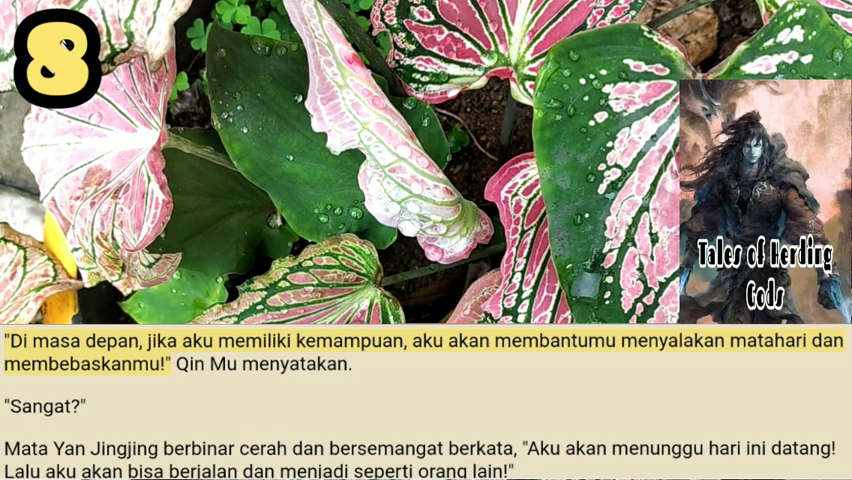 8
Tales of Herding
Gods
"Di masa depan, jika aku memiliki kemampuan, aku akan membantumu menyalakan matahari dan
membebaskanmu!" Qin Mu menyatakan.
"Sangat?"
Mata Yan Jingjing berbinar cerah dan bersemangat berkata, "Aku akan menunggu hari ini datang!
Lalu aku akan bisa berjalan dan menjadi seperti orang lain!"